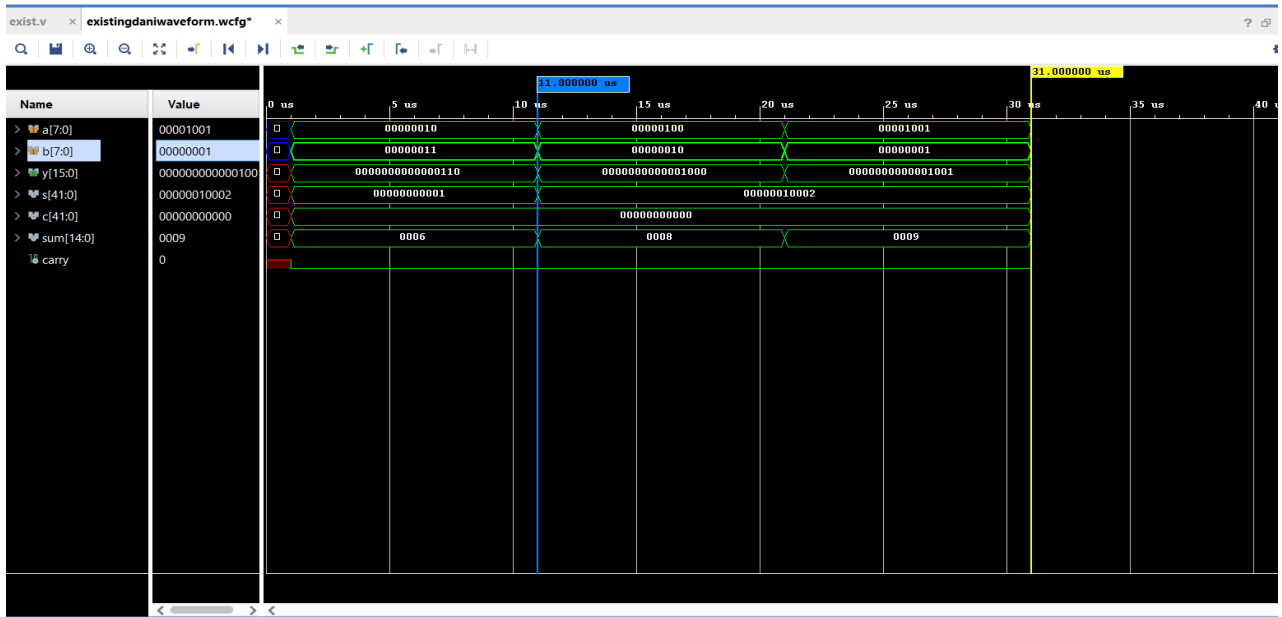 exist.v × existingdaniwaveform.wcfg* ×
?
11.000000 us
31.000000 us
Name Value
0 us 5 us 10 us 15 us 20 us 25 us 30 us 35 us 40
> a[7:0] 00001001 00000010 00000100 00001001
> b[7:0] 00000001 00000011 00000010 00000001
> y[15:0] 000000000000100 0000000000000110 0000000000001000 0000000000001001
> s[41:0] 00000010002 00000000001 00000010002
> c[41:0] 00000000000 00000000000
> sum[14:0] 0009 0006 0008 0009
carry 0